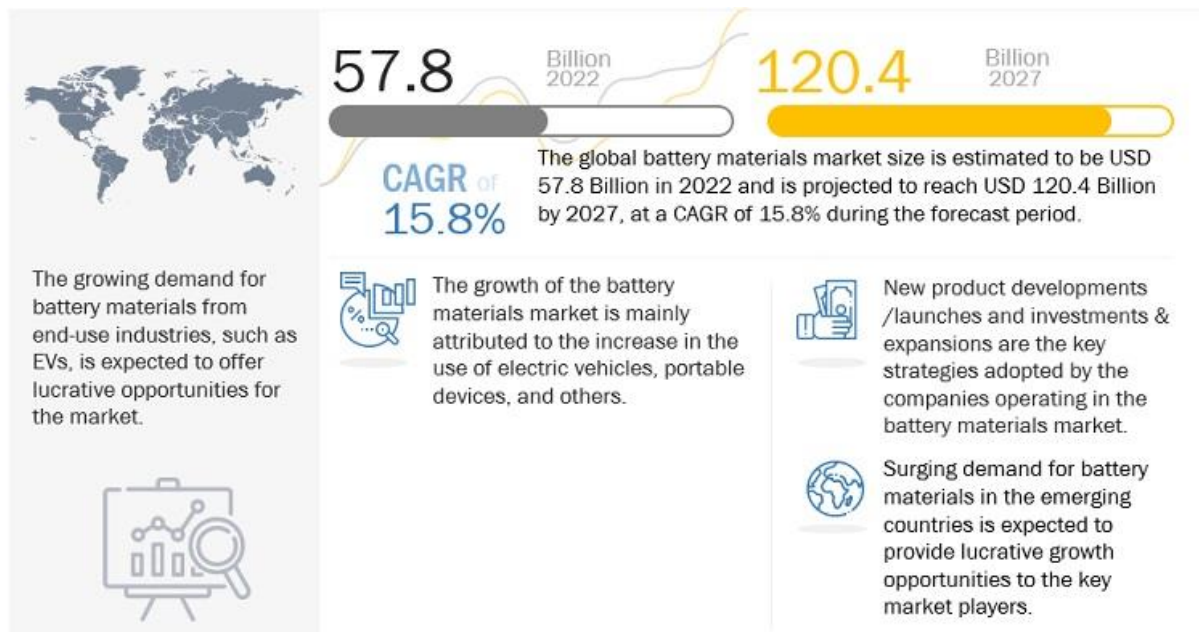 57.8
Billion
2022
120.4
Billion
2027
CAGR of
15.8%
The global battery materials market size is estimated to be USD
57.8 Billion in 2022 and is projected to reach USD 120.4 Billion
by 2027, at a CAGR of 15.8% during the forecast period.
The growing demand for
battery materials from
end-use industries, such as
EVs, is expected to offer
lucrative opportunities for
the market.
The growth of the battery
materials market is mainly
attributed to the increase in the
use of electric vehicles, portable
devices, and others.
New product developments
/launches and investments &
expansions are the key
strategies adopted by the
companies operating in the
battery materials market.
Surging demand for battery
materials in the emerging
countries is expected to
provide lucrative growth
opportunities to the key
market players.